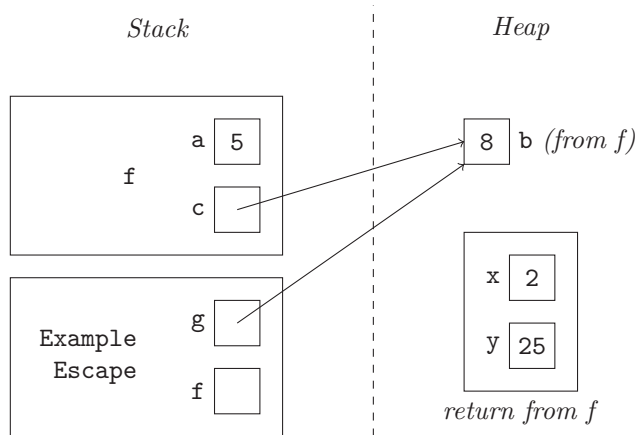 Stack
Heap
f
a 5
c
8 b (from f)
Example
Escape
g
f
x 2
y 25
return from f